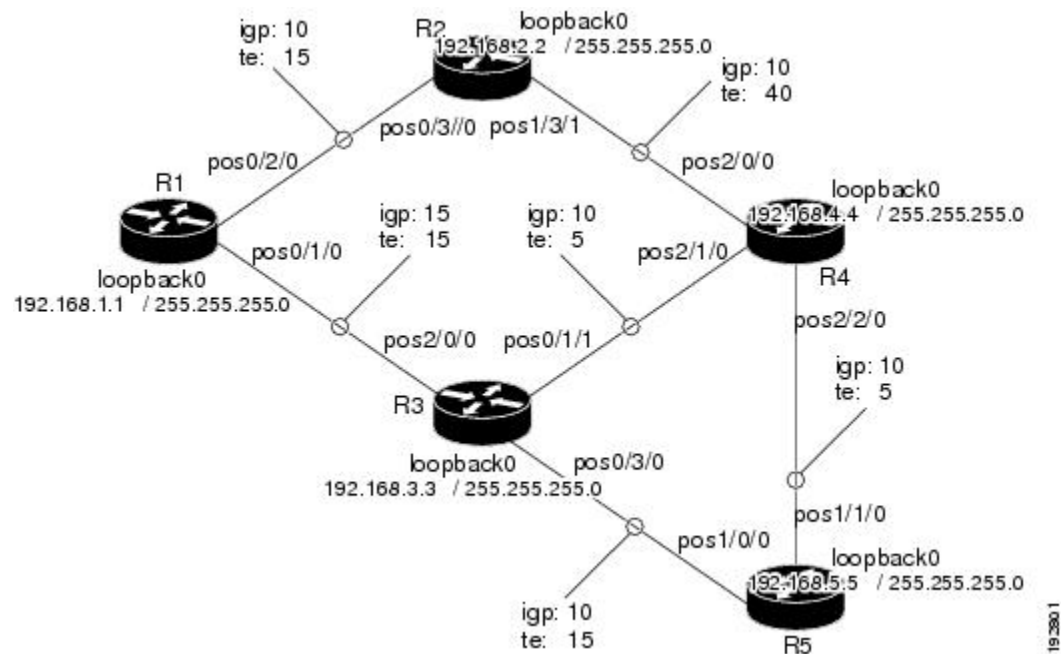 igp: 10
te: 15
R2
loopback0
192.168.2.2 / 255.255.255.0
igp: 10
te: 40
pos0/3//0
pos1/3/1
pos0/2/0
pos2/0/0
R1
loopback0
192.168.4.4 / 255.255.255.0
igp: 15
te: 15
igp: 10
te: 5
pos0/1/0
pos2/1/0
loopback0
192.168.1.1 / 255.255.255.0
R4
pos2/2/0
pos2/0/0
pos0/1/1
igp: 10
te: 5
R3
loopback0
192.168.3.3 / 255.255.255.0
pos0/3/0
pos1/1/0
pos1/0/0
loopback0
192.168.5.5 / 255.255.255.0
igp: 10
te: 15
R5